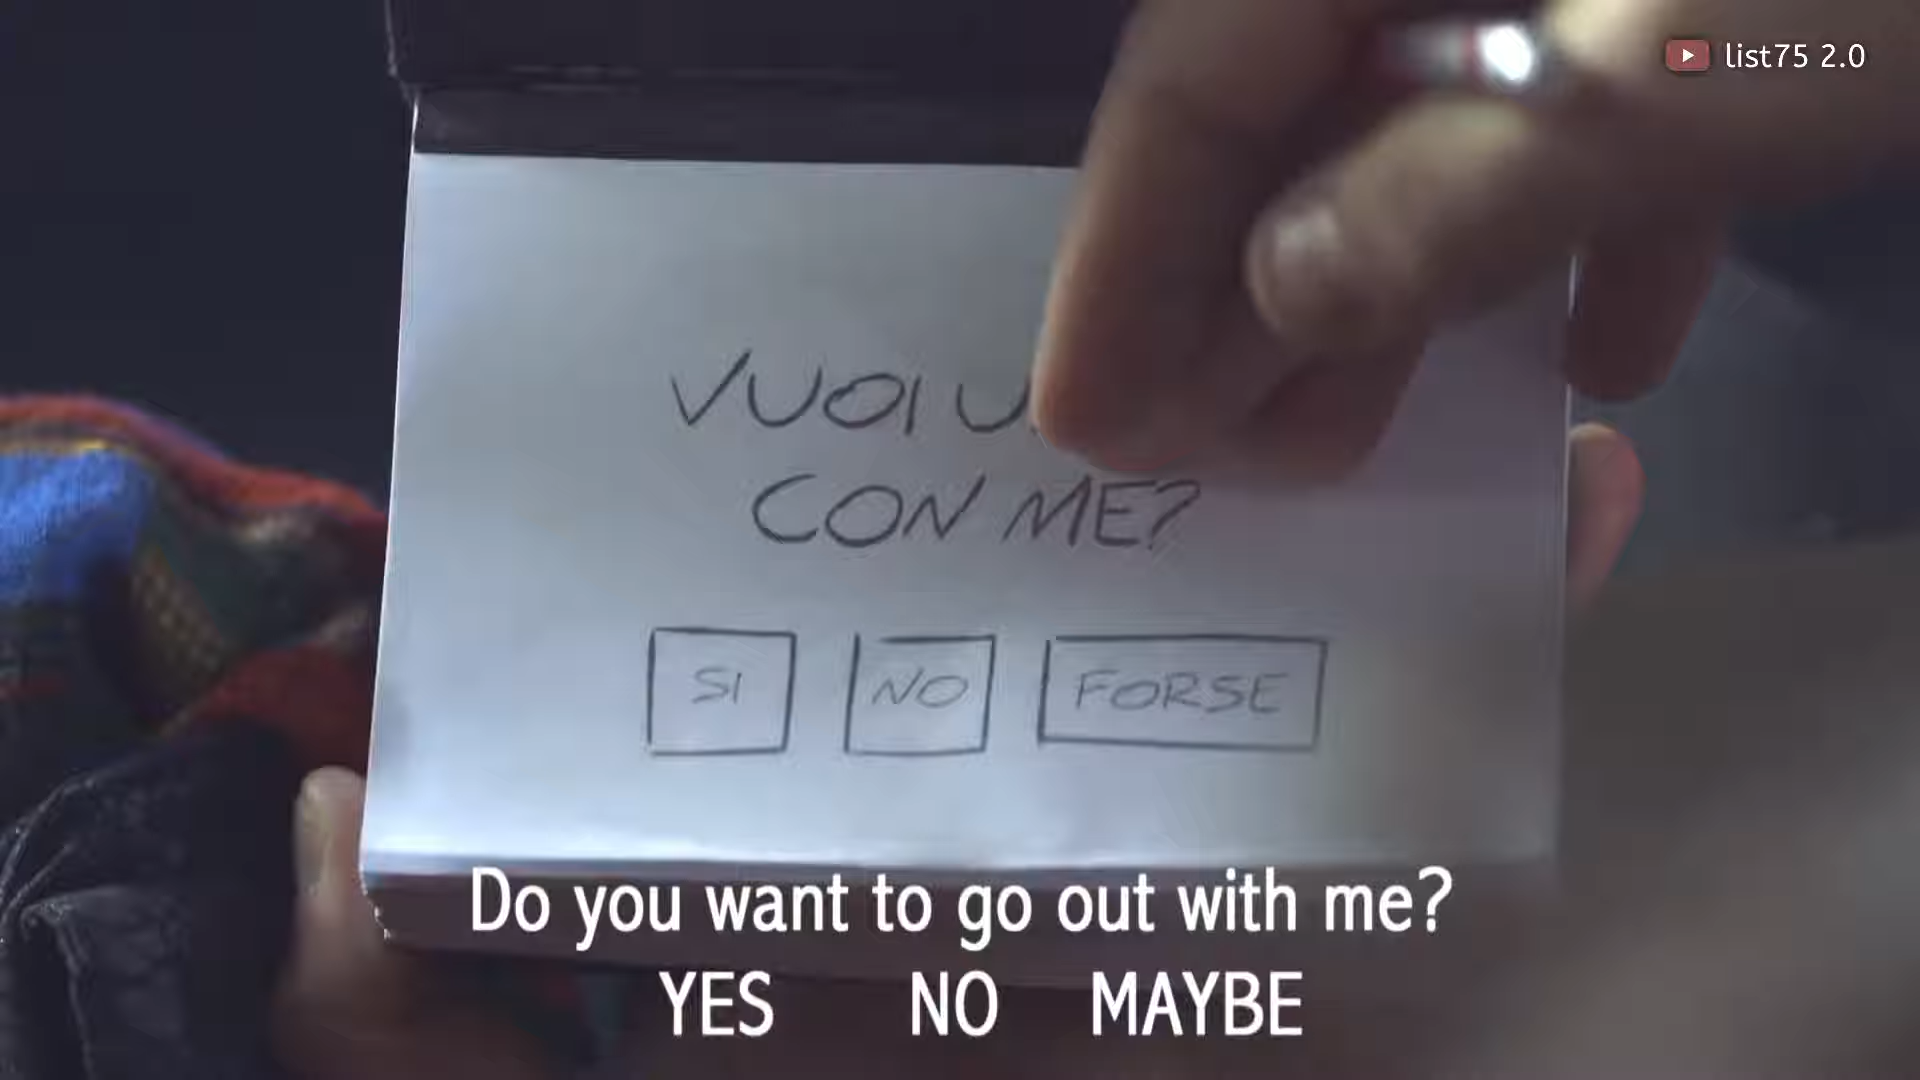 list75 2.0
VUOI
CON ME?
SI NO FORSE
Do you want to go out with me?
YES NO MAYBE